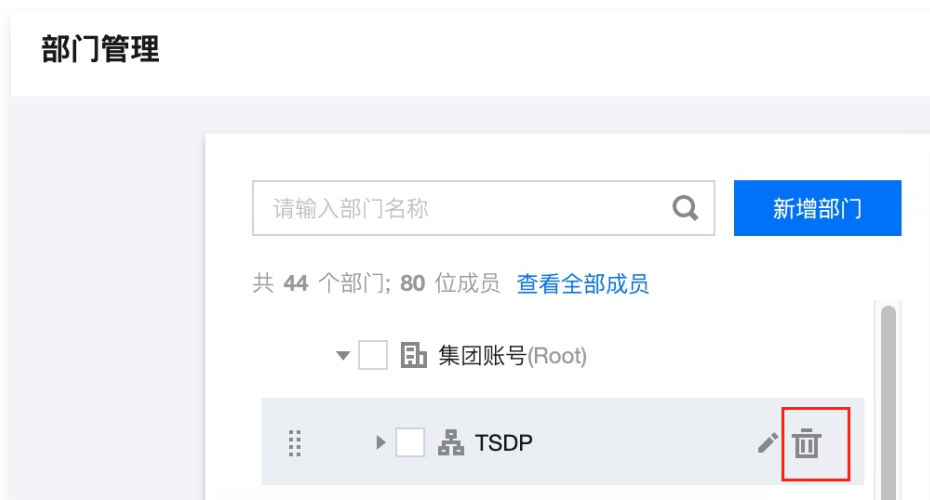 部门管理
请输入部门名称
新增部门
共 44 个部门; 80 位成员 查看全部成员
集团账号(Root)
TSDP